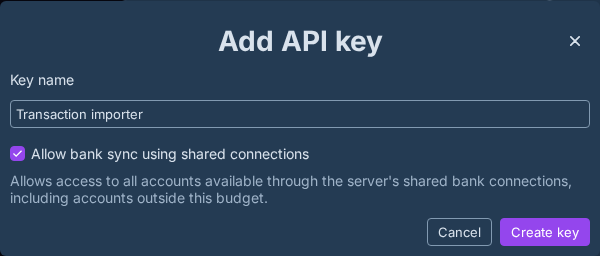 Add API key
Key name
Transaction importer
Allow bank sync using shared connections
Allows access to all accounts available through the server's shared bank connections,
including accounts outside this budget.
Cancel
Create key